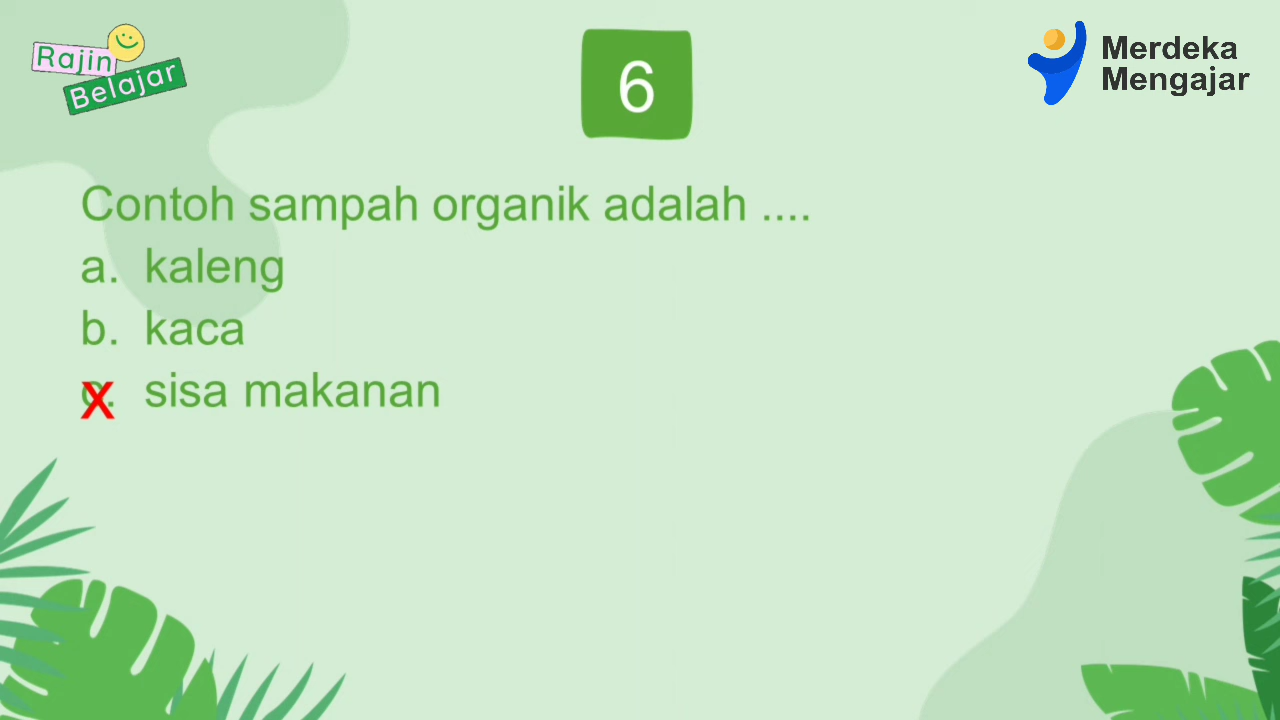 Rajin
Belajar
6
Merdeka
Mengajar
Contoh sampah organik adalah ....
a. kaleng
b. kaca
c. sisa makanan
X